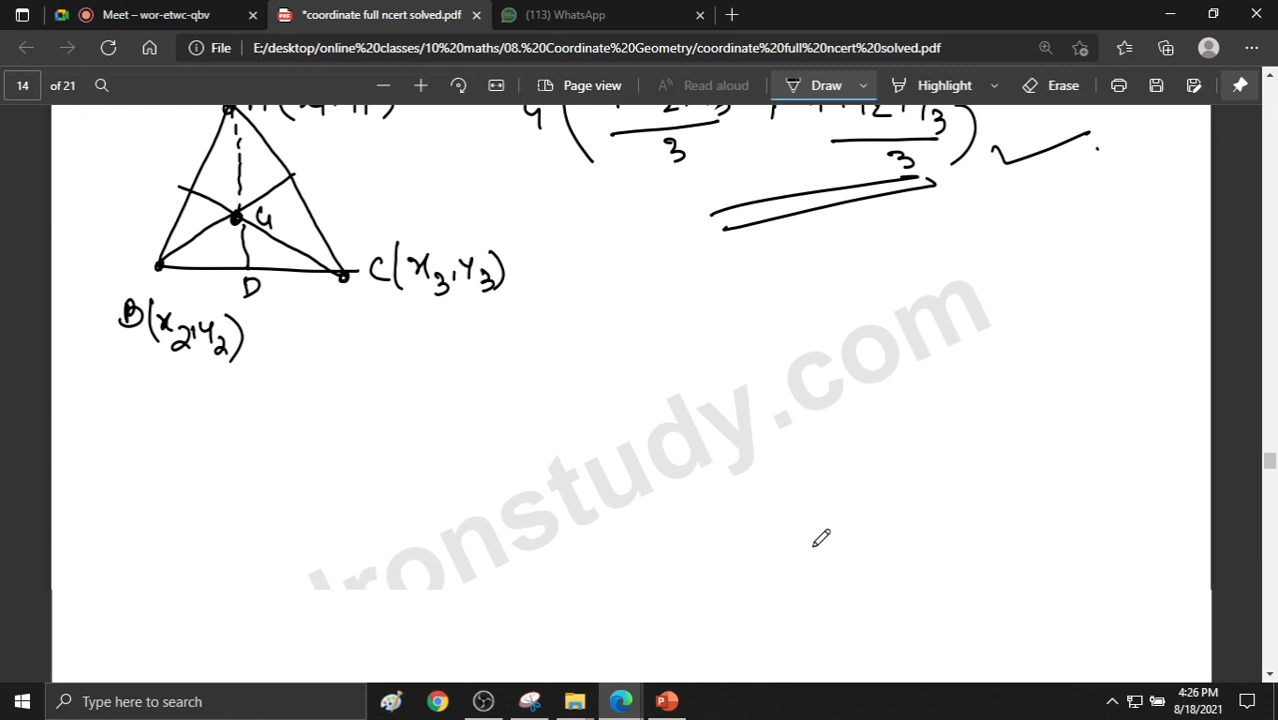 Meet – wor-etwc-qbv
*coordinate full ncert solved.pdf
(113) WhatsApp
File
E:/desktop/online%20classes/10%20maths/08.%20Coordinate%20Geometry/coordinate%20full%20ncert%20solved.pdf
14 of 21
Page view
Read aloud
Draw
Highlight
Erase
3
3
G
C(x₃, y₃)
D
B(x₂, y₂)
dronstudy.com
Type here to search
4:26 PM
8/18/2021